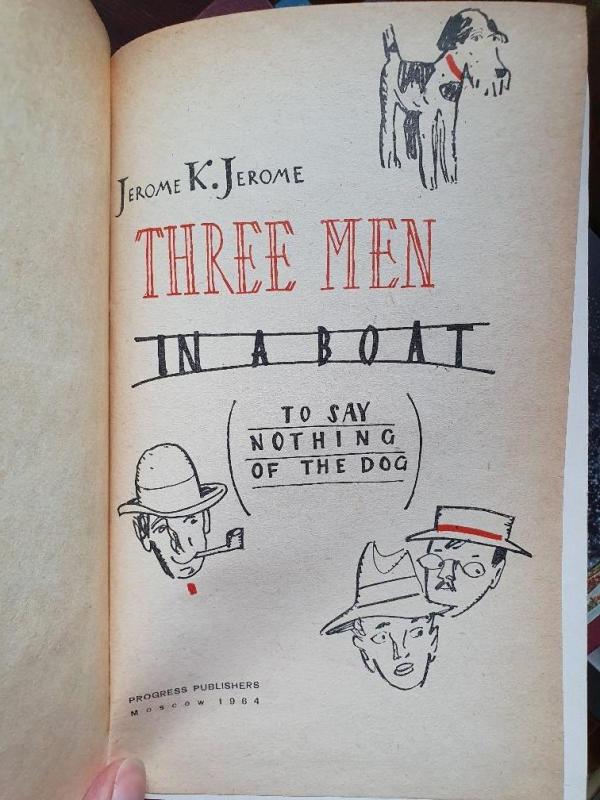 JEROME K. JEROME
THREE MEN
IN A BOAT
(TO SAY
NOTHING
OF THE DOG)
PROGRESS PUBLISHERS
Moscow 1964